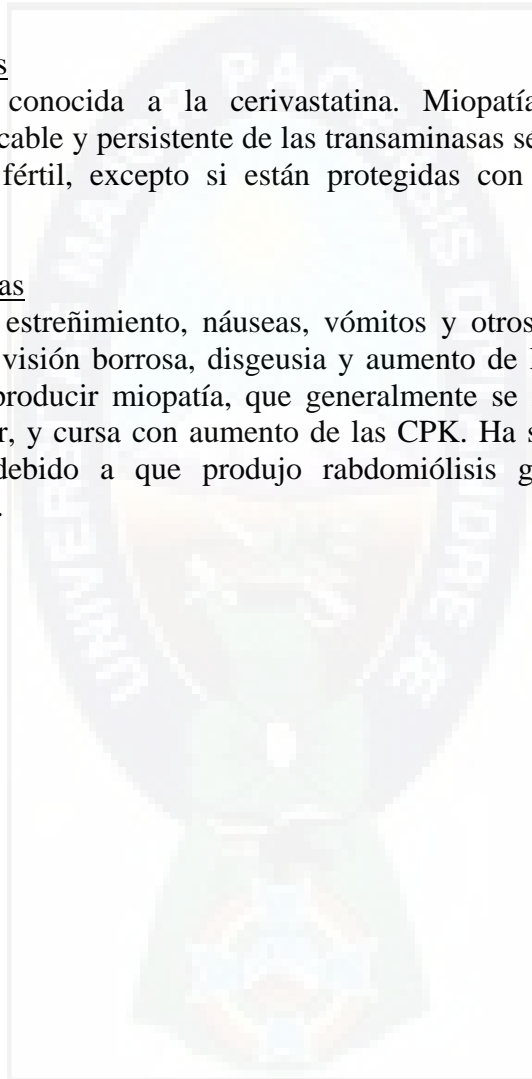 s
conocida a la cerivastatina. Miopatía
cable y persistente de las transaminasas se
fértil, excepto si están protegidas con
as
estreñimiento, náuseas, vómitos y otros
visión borrosa, disgeusia y aumento de l
producir miopatía, que generalmente se
r, y cursa con aumento de las CPK. Ha s
debido a que produjo rabdomiólisis g
.